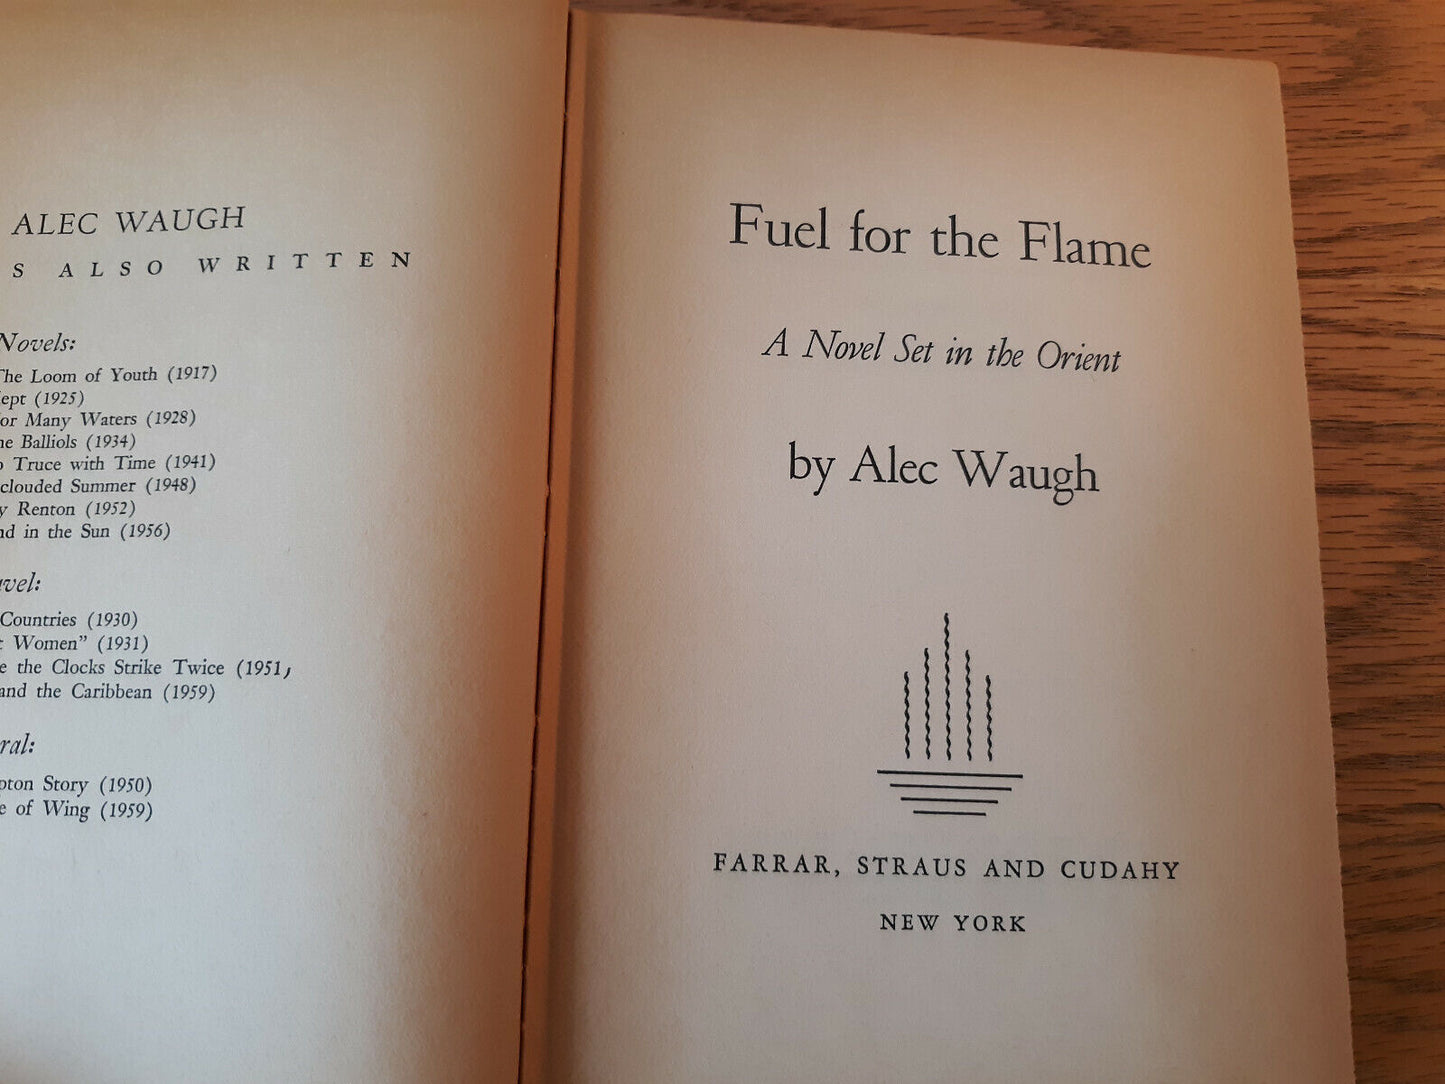 ALEC WAUGH
S ALSO WRITTEN
Novels:
The Loom of Youth (1917)
ept (1925)
or Many Waters (1928)
ne Balliols (1934)
o Truce with Time (1941)
clouded Summer (1948)
y Renton (1952)
nd in the Sun (1956)
avel:
Countries (1930)
t Women" (1931)
e the Clocks Strike Twice (1951)
and the Caribbean (1959)
ral:
pton Story (1950)
e of Wing (1959)
Fuel for the Flame
A Novel Set in the Orient
by Alec Waugh
FARRAR, STRAUS AND CUDAHY
NEW YORK